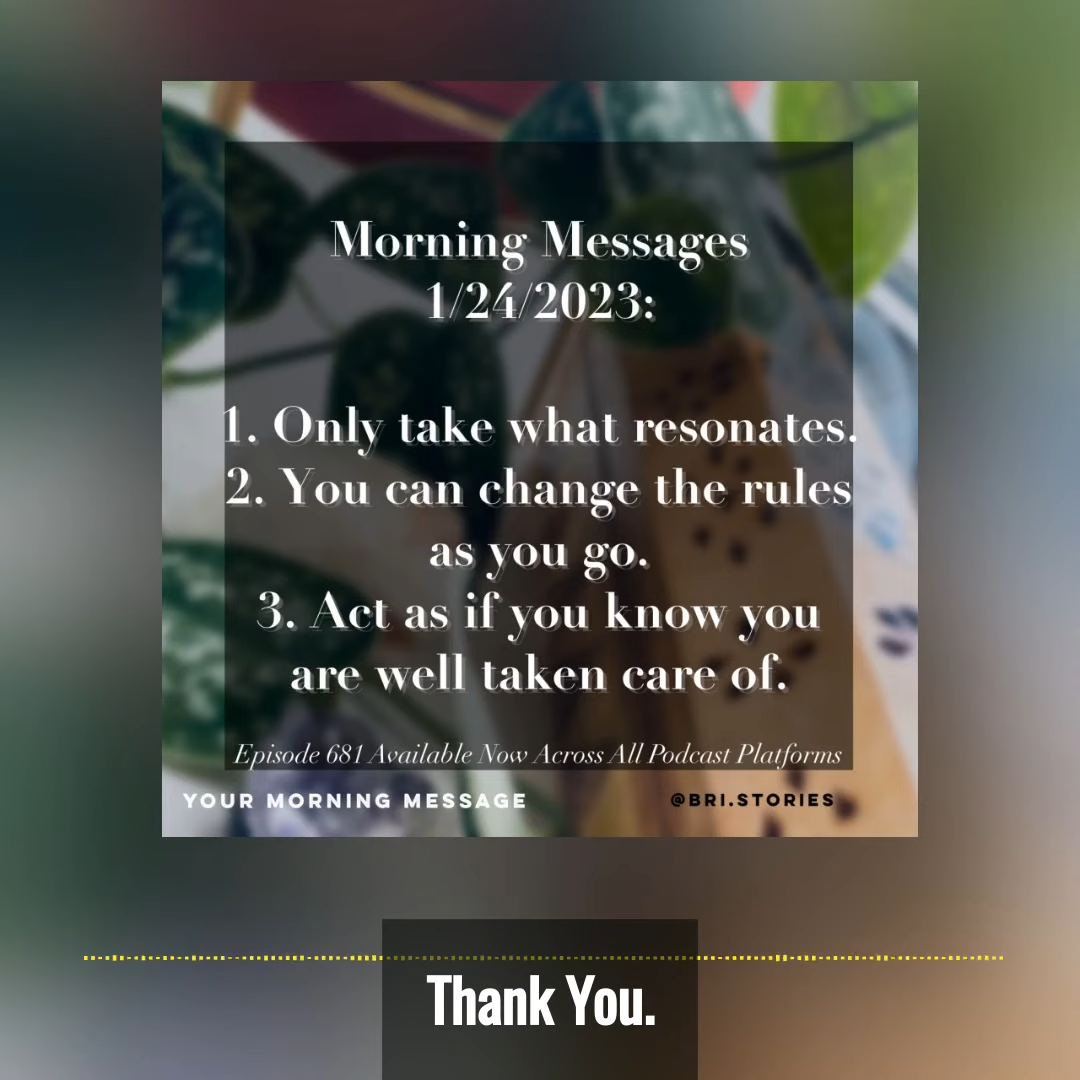 Morning Messages
1/24/2023:
1. Only take what resonates.
2. You can change the rules
as you go.
3. Act as if you know you
are well taken care of.
Episode 681 Available Now Across All Podcast Platforms
YOUR MORNING MESSAGE
@BRI.STORIES
Thank You.